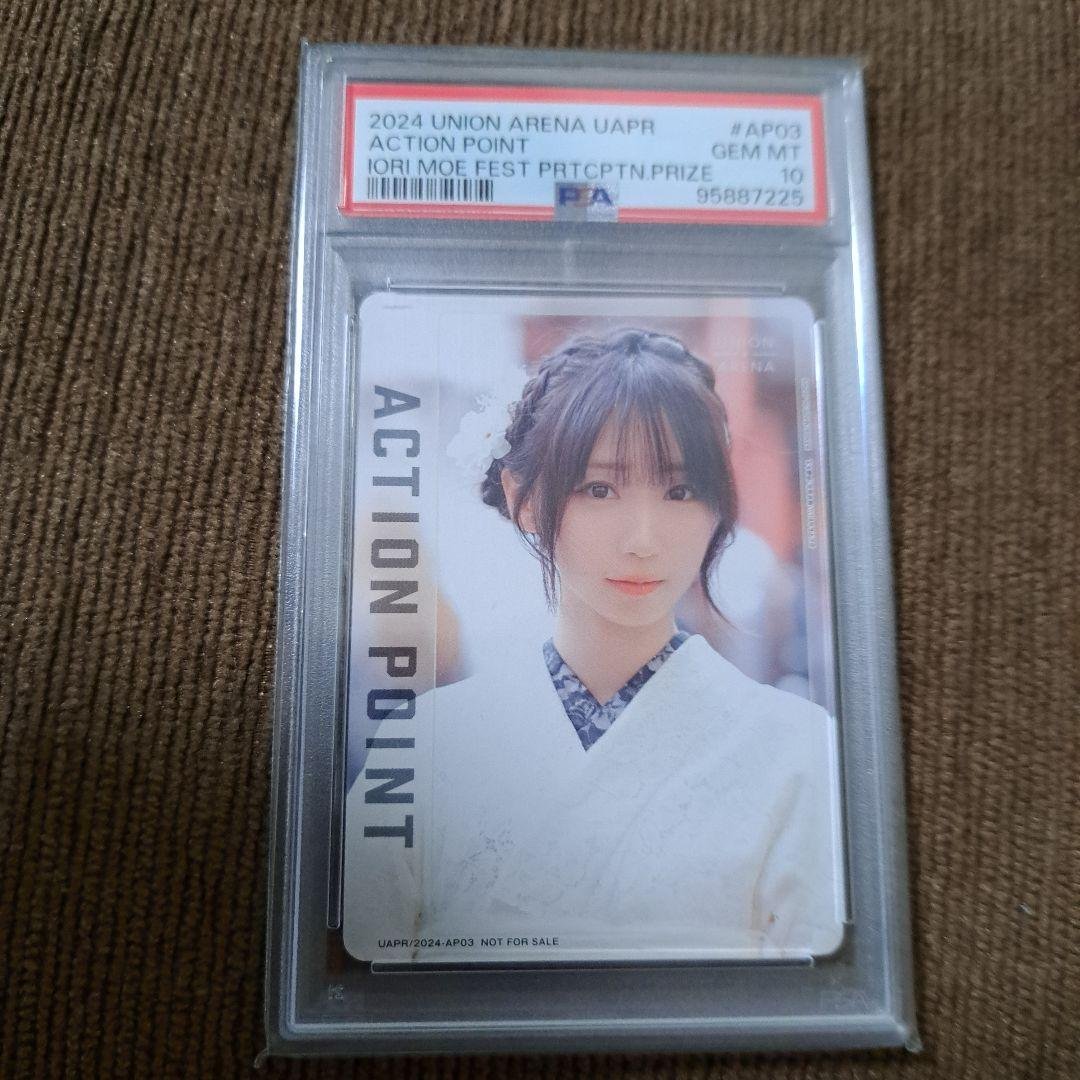 2024 UNION ARENA UAPR #AP03
ACTION POINT GEM MT
IORI MOE FEST PRTCPTN.PRIZE 10
PSA 95887225
UNION
ARENA
ACTION POINT
UAPR/2024-AP03 NOT FOR SALE